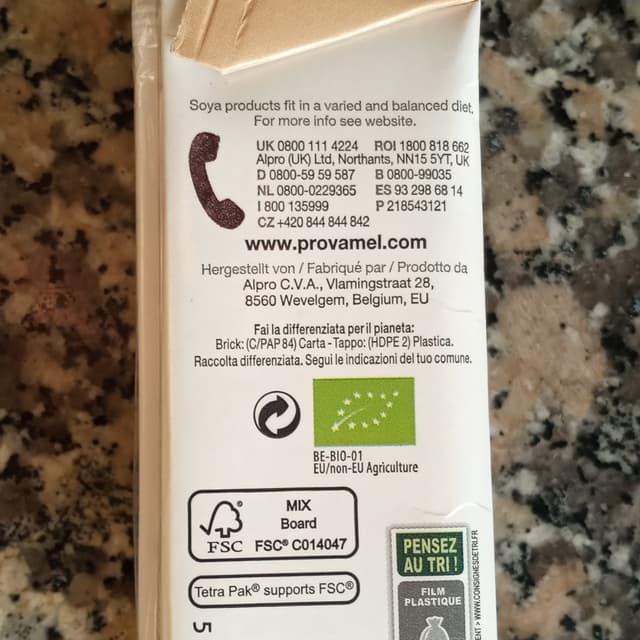 Soya products fit in a varied and balanced diet.
For more info see website.
UK 0800 111 4224 ROI 1800 818 662
Alpro (UK) Ltd, Northants, NN15 5YT, UK
D 0800-59 59 587 B 0800-99035
NL 0800-0229365 ES 93 298 68 14
I 800 135999 P 218543121
CZ +420 844 844 842
www.provamel.com
Hergestellt von / Fabriqué par / Prodotto da
Alpro C.V.A., Vlamingstraat 28,
8560 Wevelgem, Belgium, EU
Fai la differenziata per il pianeta:
Brick: (C/PAP 84) Carta - Tappo: (HDPE 2) Plastica.
Raccolta differenziata. Segui le indicazioni del tuo comune.
BE-BIO-01
EU/non-EU Agriculture
FSC
MIX
Board
FSC® C014047
Tetra Pak® supports FSC®
5
PENSEZ
AU TRI !
FILM
PLASTIQUE
> WWW.CONSIGNESDETRI.FR